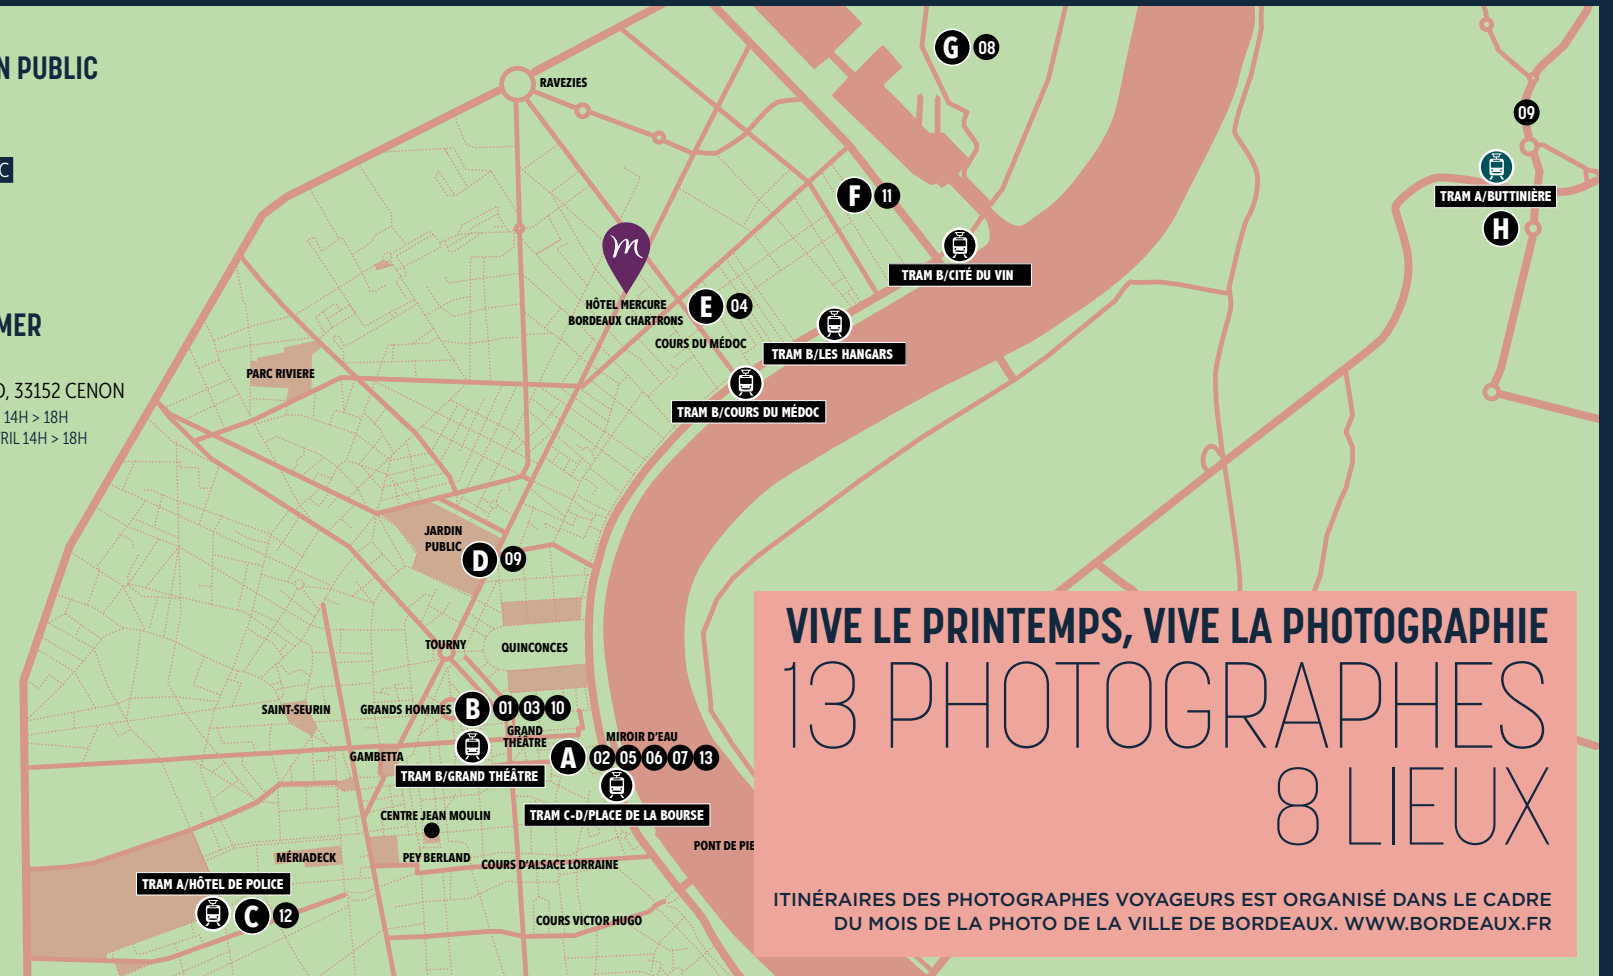 N PUBLIC
C
MER
, 33152 CENON
14H > 18H
RIL 14H > 18H
G 08
RAVEZIES
09
F 11
TRAM A/BUTTINIÈRE
H
m
TRAM B/CITÉ DU VIN
HÔTEL MERCURE
BORDEAUX CHARTRONS
E 04
COURS DU MÉDOC
TRAM B/LES HANGARS
PARC RIVIERE
TRAM B/COURS DU MÉDOC
JARDIN
PUBLIC
D 09
TOURNY
QUINCONCES
SAINT-SEURIN
GRANDS HOMMES
B 01 03 10
GRAND
THÉÂTRE
MIROIR D'EAU
GAMBETTA
A 02 05 06 07 13
TRAM B/GRAND THÉÂTRE
CENTRE JEAN MOULIN
TRAM C-D/PLACE DE LA BOURSE
PONT DE PIE
MÉRIADECK
PEY BERLAND
COURS D'ALSACE LORRAINE
TRAM A/HÔTEL DE POLICE
C 12
COURS VICTOR HUGO
VIVE LE PRINTEMPS, VIVE LA PHOTOGRAPHIE
13 PHOTOGRAPHES
8 LIEUX
ITINÉRAIRES DES PHOTOGRAPHES VOYAGEURS EST ORGANISÉ DANS LE CADRE
DU MOIS DE LA PHOTO DE LA VILLE DE BORDEAUX. WWW.BORDEAUX.FR